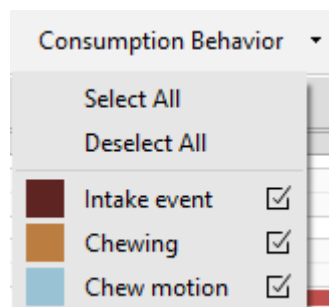 Consumption Behavior
Select All
Deselect All
Intake event
Chewing
Chew motion